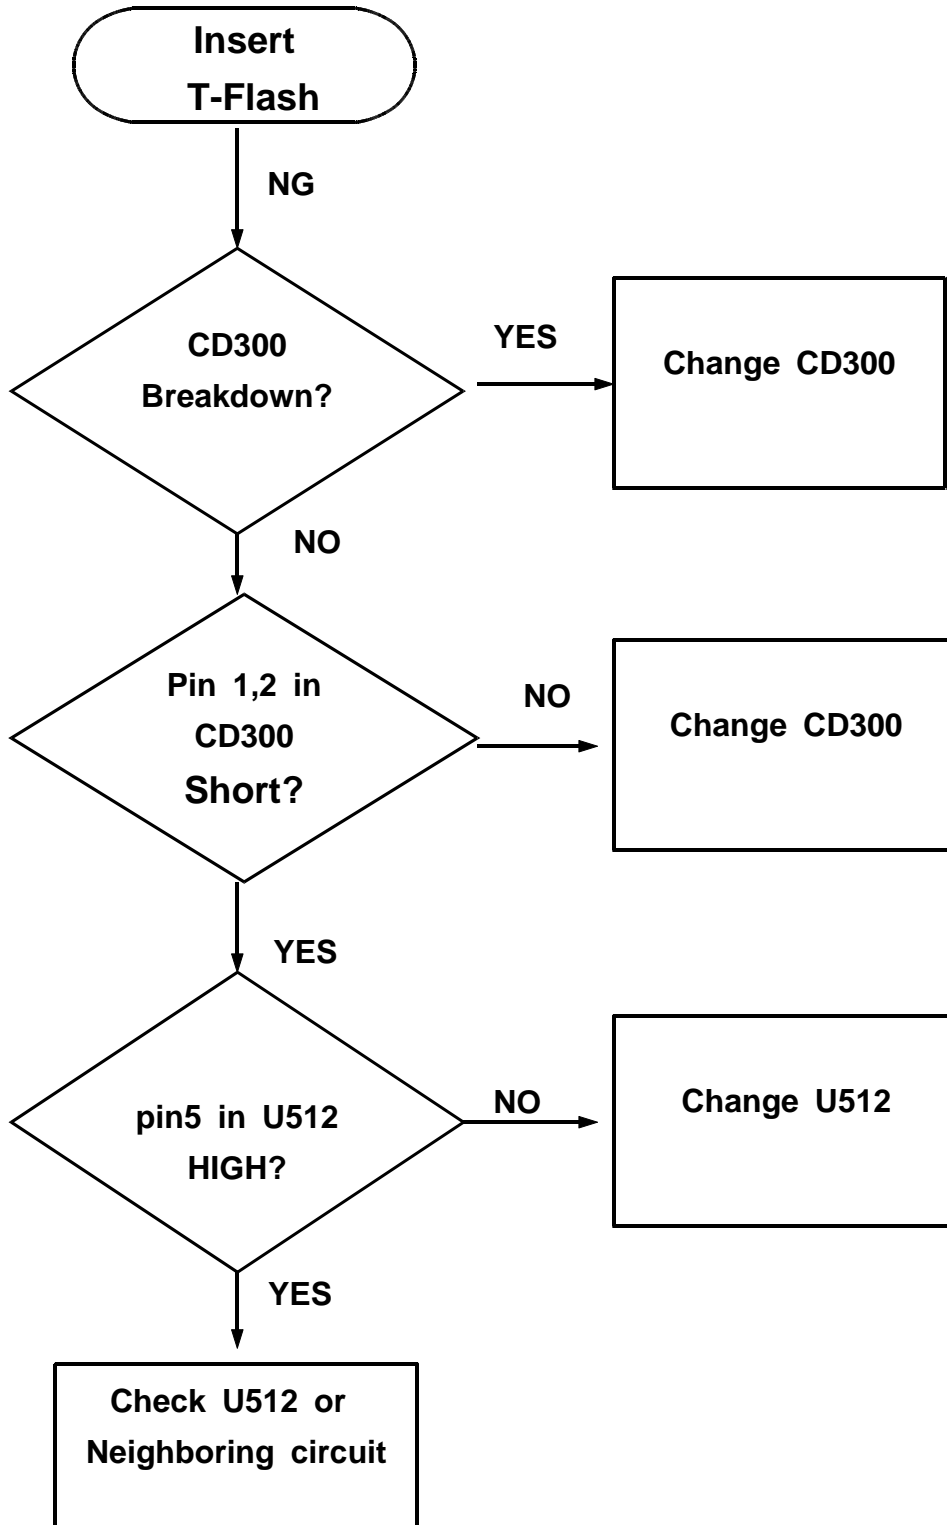 Insert
T-Flash
NG
CD300
Breakdown?
YES
Change CD300
NO
Pin 1,2 in
CD300
Short?
NO
Change CD300
YES
pin5 in U512
HIGH?
NO
Change U512
YES
Check U512 or
Neighboring circuit